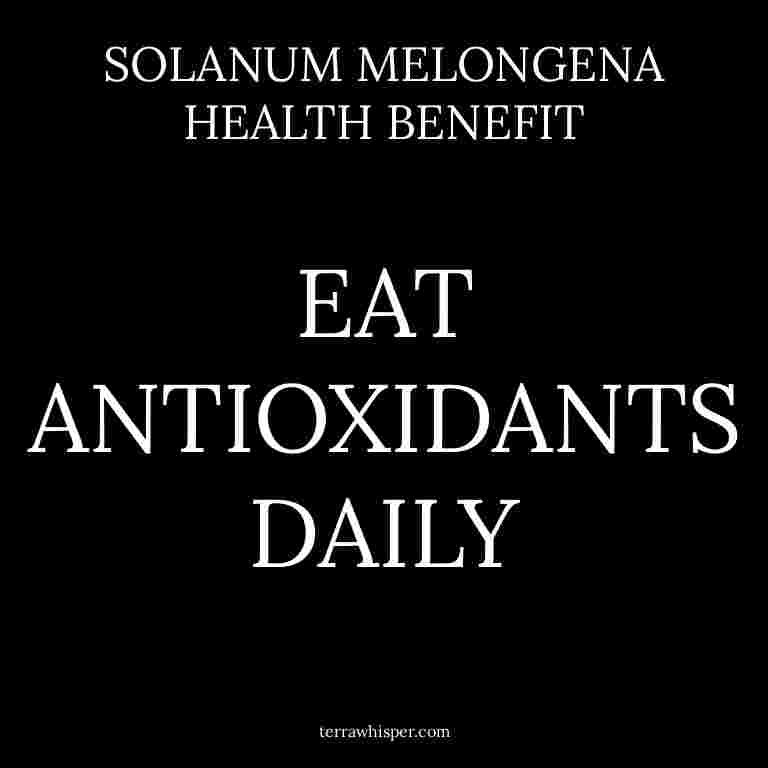 SOLANUM MELONGENA
HEALTH BENEFIT
EAT
ANTIOXIDANTS
DAILY
terrawhisper.com